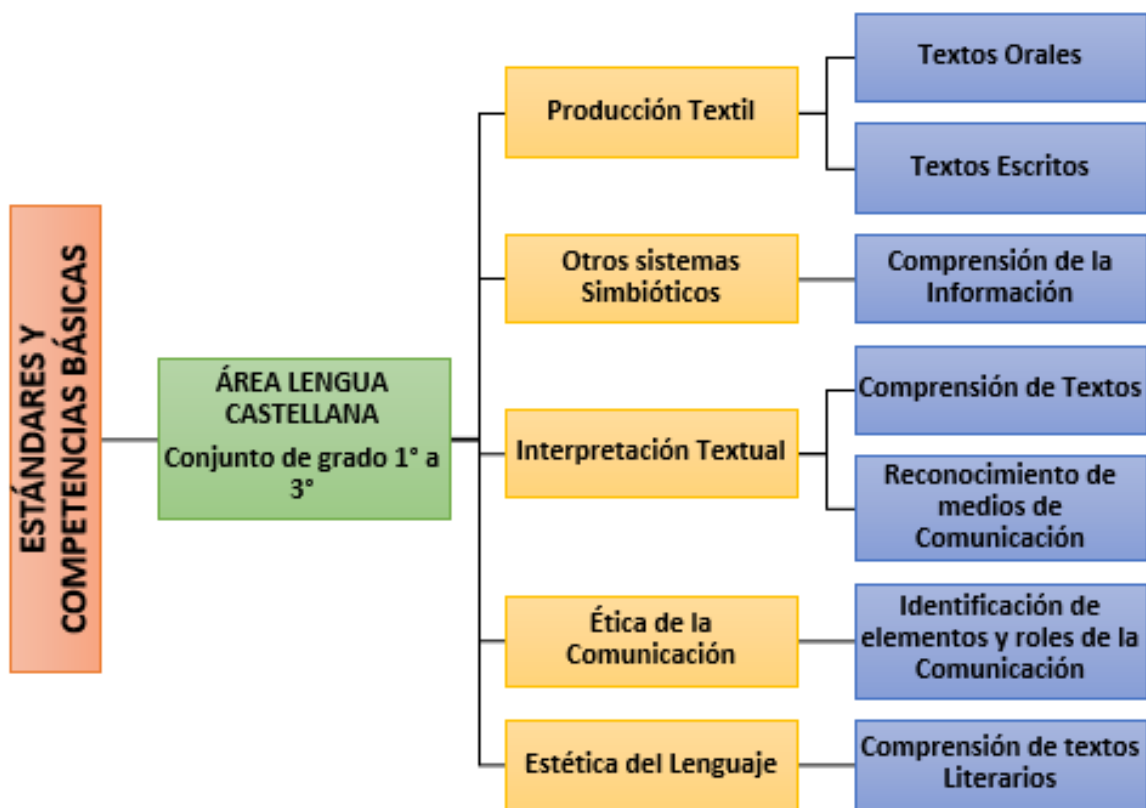 ESTÁNDARES Y
COMPETENCIAS BÁSICAS
ÁREA LENGUA
CASTELLANA
Conjunto de grado 1° a
3°
Producción Textil
Textos Orales
Textos Escritos
Otros sistemas
Simbióticos
Comprensión de la
Información
Interpretación Textual
Comprensión de Textos
Reconocimiento de
medios de
Comunicación
Ética de la
Comunicación
Identificación de
elementos y roles de la
Comunicación
Estética del Lenguaje
Comprensión de textos
Literarios